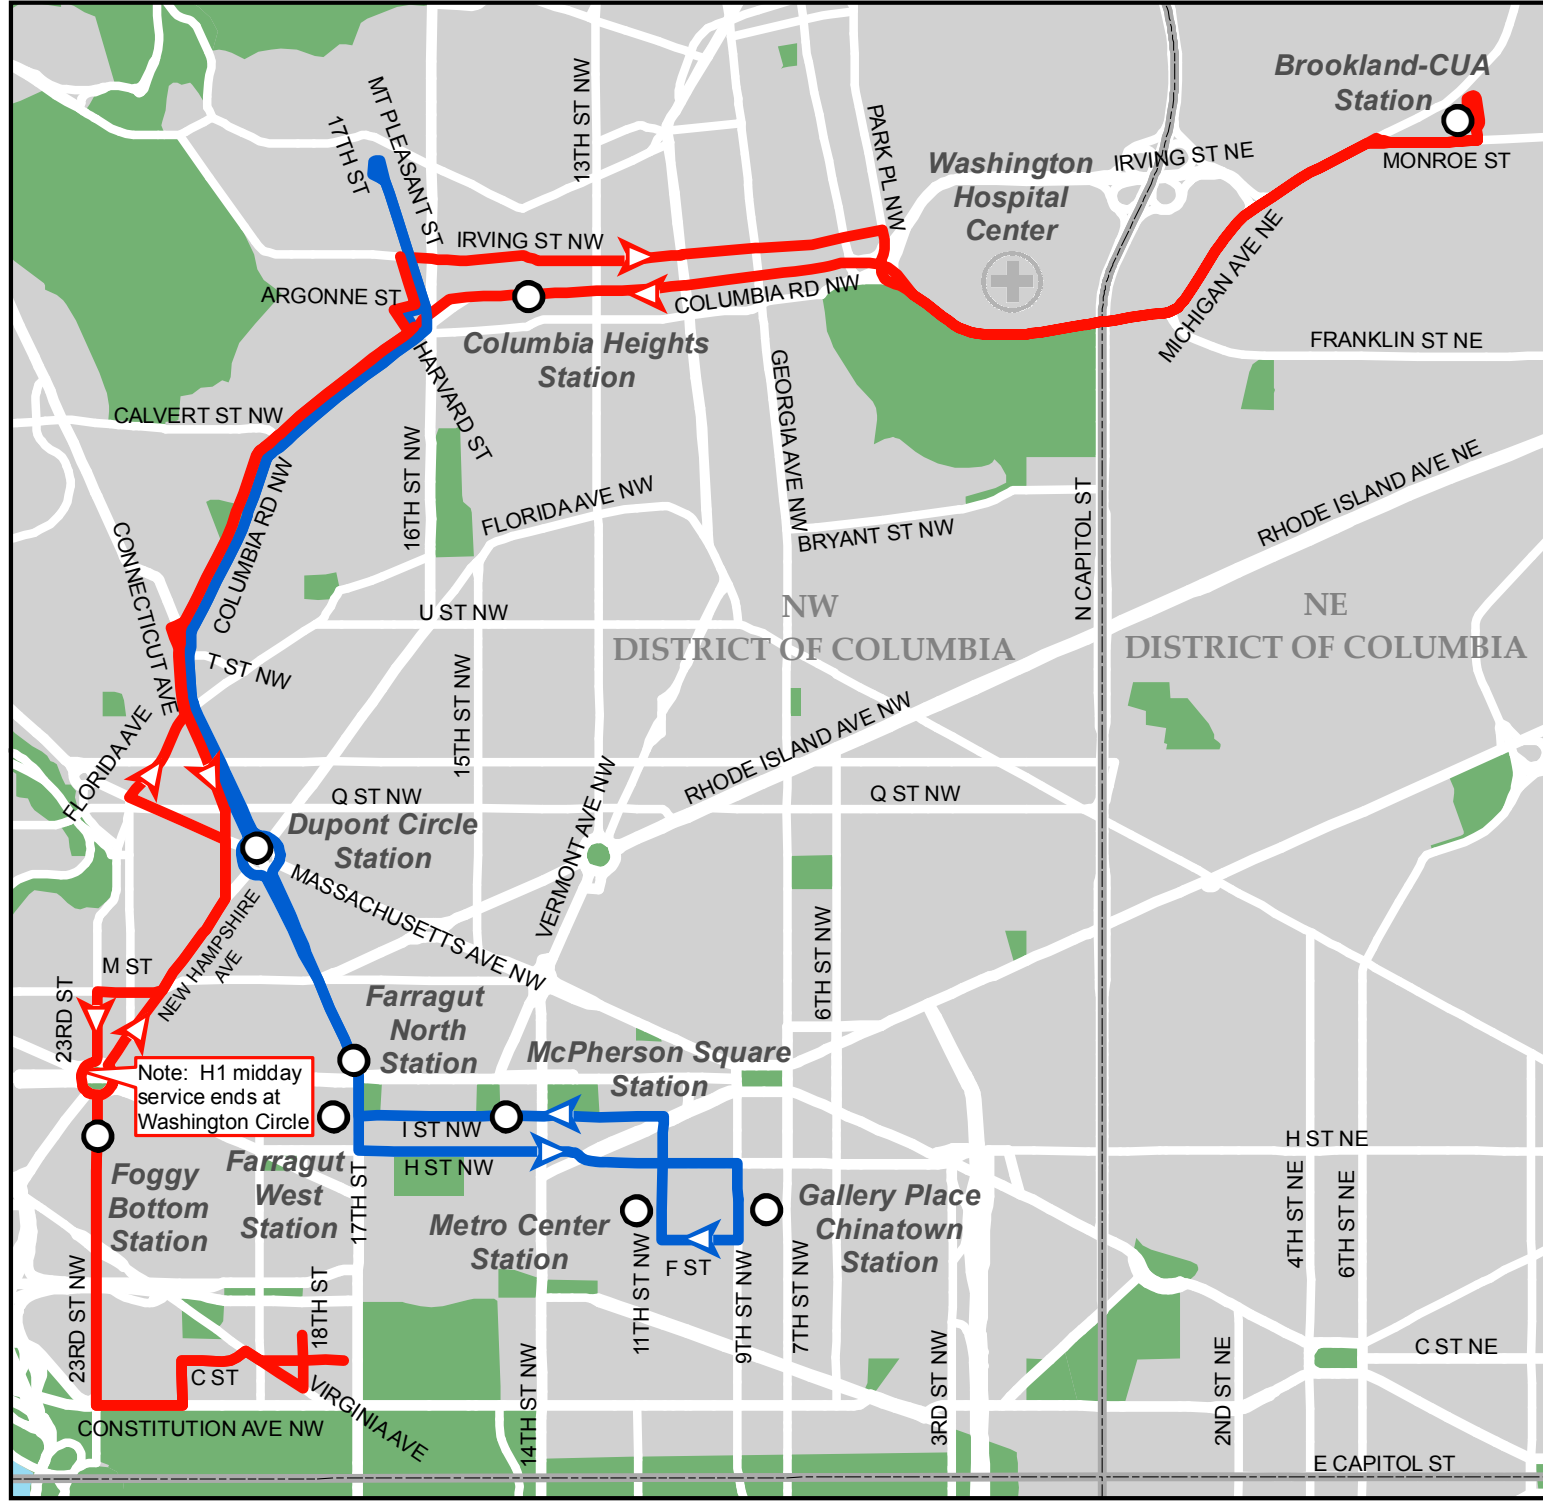 Brookland-CUA
Station
MT PLEASANT ST
17TH ST
13TH ST NW
PARK PL NW
Washington
Hospital
Center
IRVING ST NE
MONROE ST
IRVING ST NW
MICHIGAN AVE NE
ARGONNE ST
COLUMBIA RD NW
Columbia Heights
Station
FRANKLIN ST NE
HARVARD ST
GEORGIA AVE NW
CALVERT ST NW
16TH ST NW
COLUMBIA RD NW
FLORIDA AVE NW
BRYANT ST NW
N CAPITOL ST
RHODE ISLAND AVE NE
CONNECTICUT AVE
U ST NW
NW
DISTRICT OF COLUMBIA
NE
DISTRICT OF COLUMBIA
T ST NW
15TH ST NW
FLORIDA AVE
RHODE ISLAND AVE NW
VERMONT AVE NW
Q ST NW
Q ST NW
Dupont Circle
Station
MASSACHUSETTS AVE NW
NEW HAMPSHIRE
AVE
6TH ST NW
M ST
23RD ST
Farragut
North
Station
McPherson Square
Station
Note: H1 midday
service ends at
Washington Circle
I ST NW
H ST NW
H ST NE
Foggy
Bottom
Station
Farragut
West
Station
17TH ST
Metro Center
Station
Gallery Place
Chinatown
Station
4TH ST NE
6TH ST NE
F ST
11TH ST NW
9TH ST NW
7TH ST NW
23RD ST NW
18TH ST
C ST
VIRGINIA AVE
14TH ST NW
3RD ST NW
2ND ST NE
C ST NE
CONSTITUTION AVE NW
E CAPITOL ST